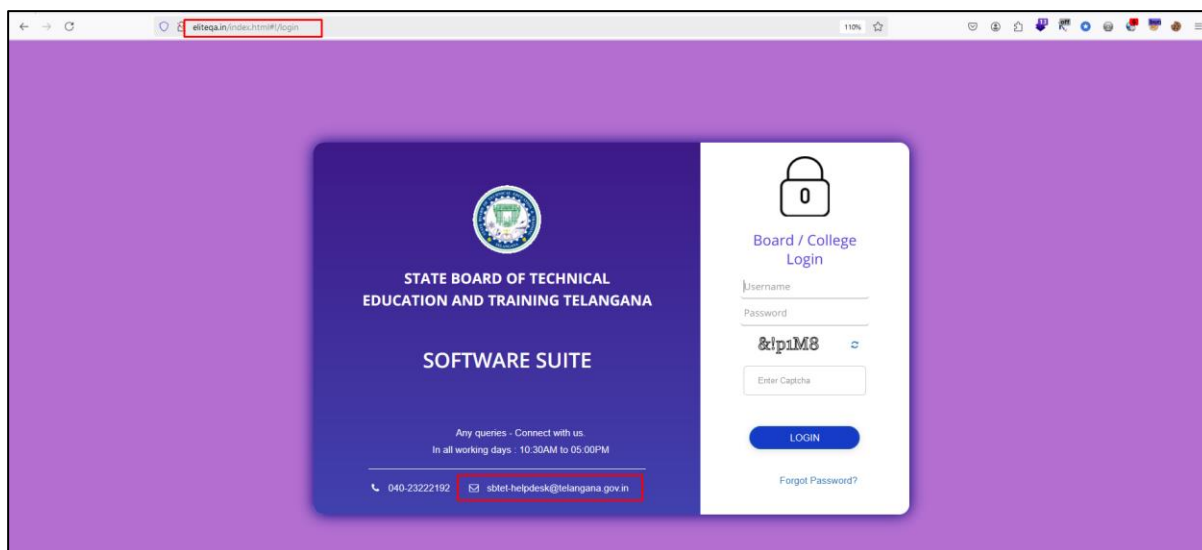 eliteqa.in/index.html#!/login
110%
STATE BOARD OF TECHNICAL
EDUCATION AND TRAINING TELANGANA
SOFTWARE SUITE
Any queries - Connect with us.
In all working days : 10:30AM to 05:00PM
040-23222192 sbtet-helpdesk@telangana.gov.in
Board / College
Login
Username
Password
&!p1M8
Enter Captcha
LOGIN
Forgot Password?